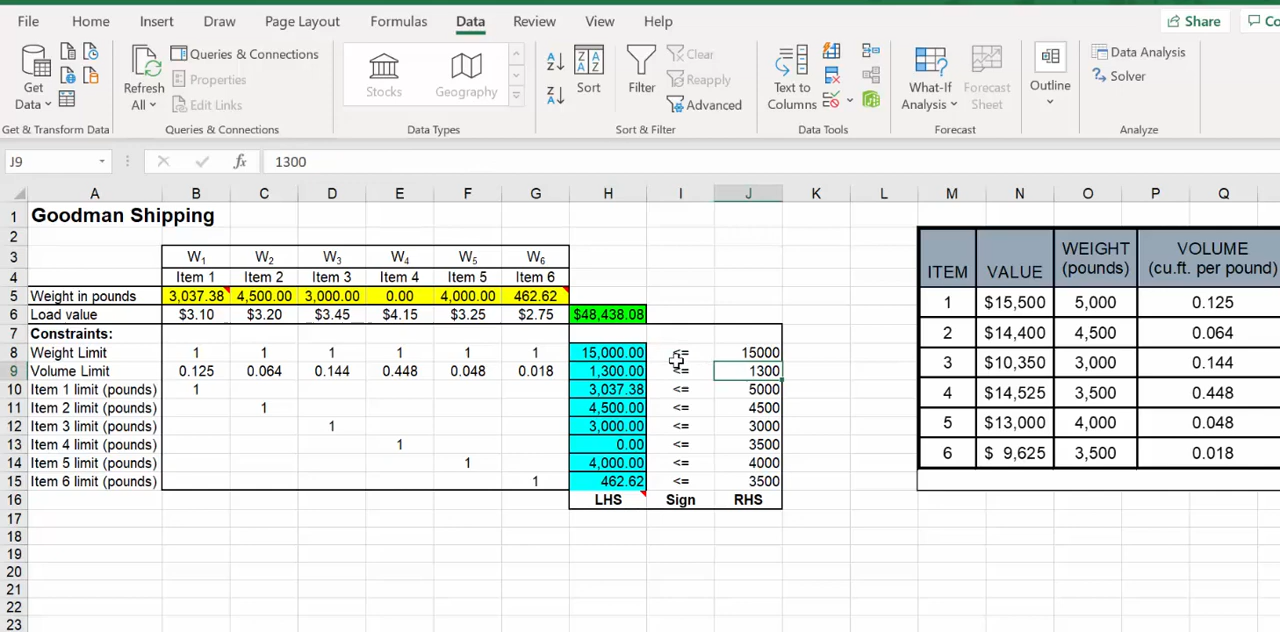 File Home Insert Draw Page Layout Formulas Data Review View Help Share Co
Get Data Refresh All Queries & Connections Properties Edit Links Stocks Geography Sort Filter Clear Reapply Advanced Text to Columns What-If Analysis Forecast Sheet Outline Data Analysis Solver
Get & Transform Data Queries & Connections Data Types Sort & Filter Data Tools Forecast Analyze
J9 fx 1300
A B C D E F G H I J K L M N O P Q
1 Goodman Shipping
2
3 W1 W2 W3 W4 W5 W6
4 Item 1 Item 2 Item 3 Item 4 Item 5 Item 6
5 Weight in pounds 3,037.38 4,500.00 3,000.00 0.00 4,000.00 462.62
6 Load value $3.10 $3.20 $3.45 $4.15 $3.25 $2.75 $48,438.08
7 Constraints:
8 Weight Limit 1 1 1 1 1 1 15,000.00 <= 15000
9 Volume Limit 0.125 0.064 0.144 0.448 0.048 0.018 1,300.00 <= 1300
10 Item 1 limit (pounds) 1 3,037.38 <= 5000
11 Item 2 limit (pounds) 1 4,500.00 <= 4500
12 Item 3 limit (pounds) 1 3,000.00 <= 3000
13 Item 4 limit (pounds) 1 0.00 <= 3500
14 Item 5 limit (pounds) 1 4,000.00 <= 4000
15 Item 6 limit (pounds) 1 462.62 <= 3500
16 LHS Sign RHS
17
18
19
20
21
22
23
ITEM VALUE WEIGHT (pounds) VOLUME (cu.ft. per pound)
1 $15,500 5,000 0.125
2 $14,400 4,500 0.064
3 $10,350 3,000 0.144
4 $14,525 3,500 0.448
5 $13,000 4,000 0.048
6 $ 9,625 3,500 0.018